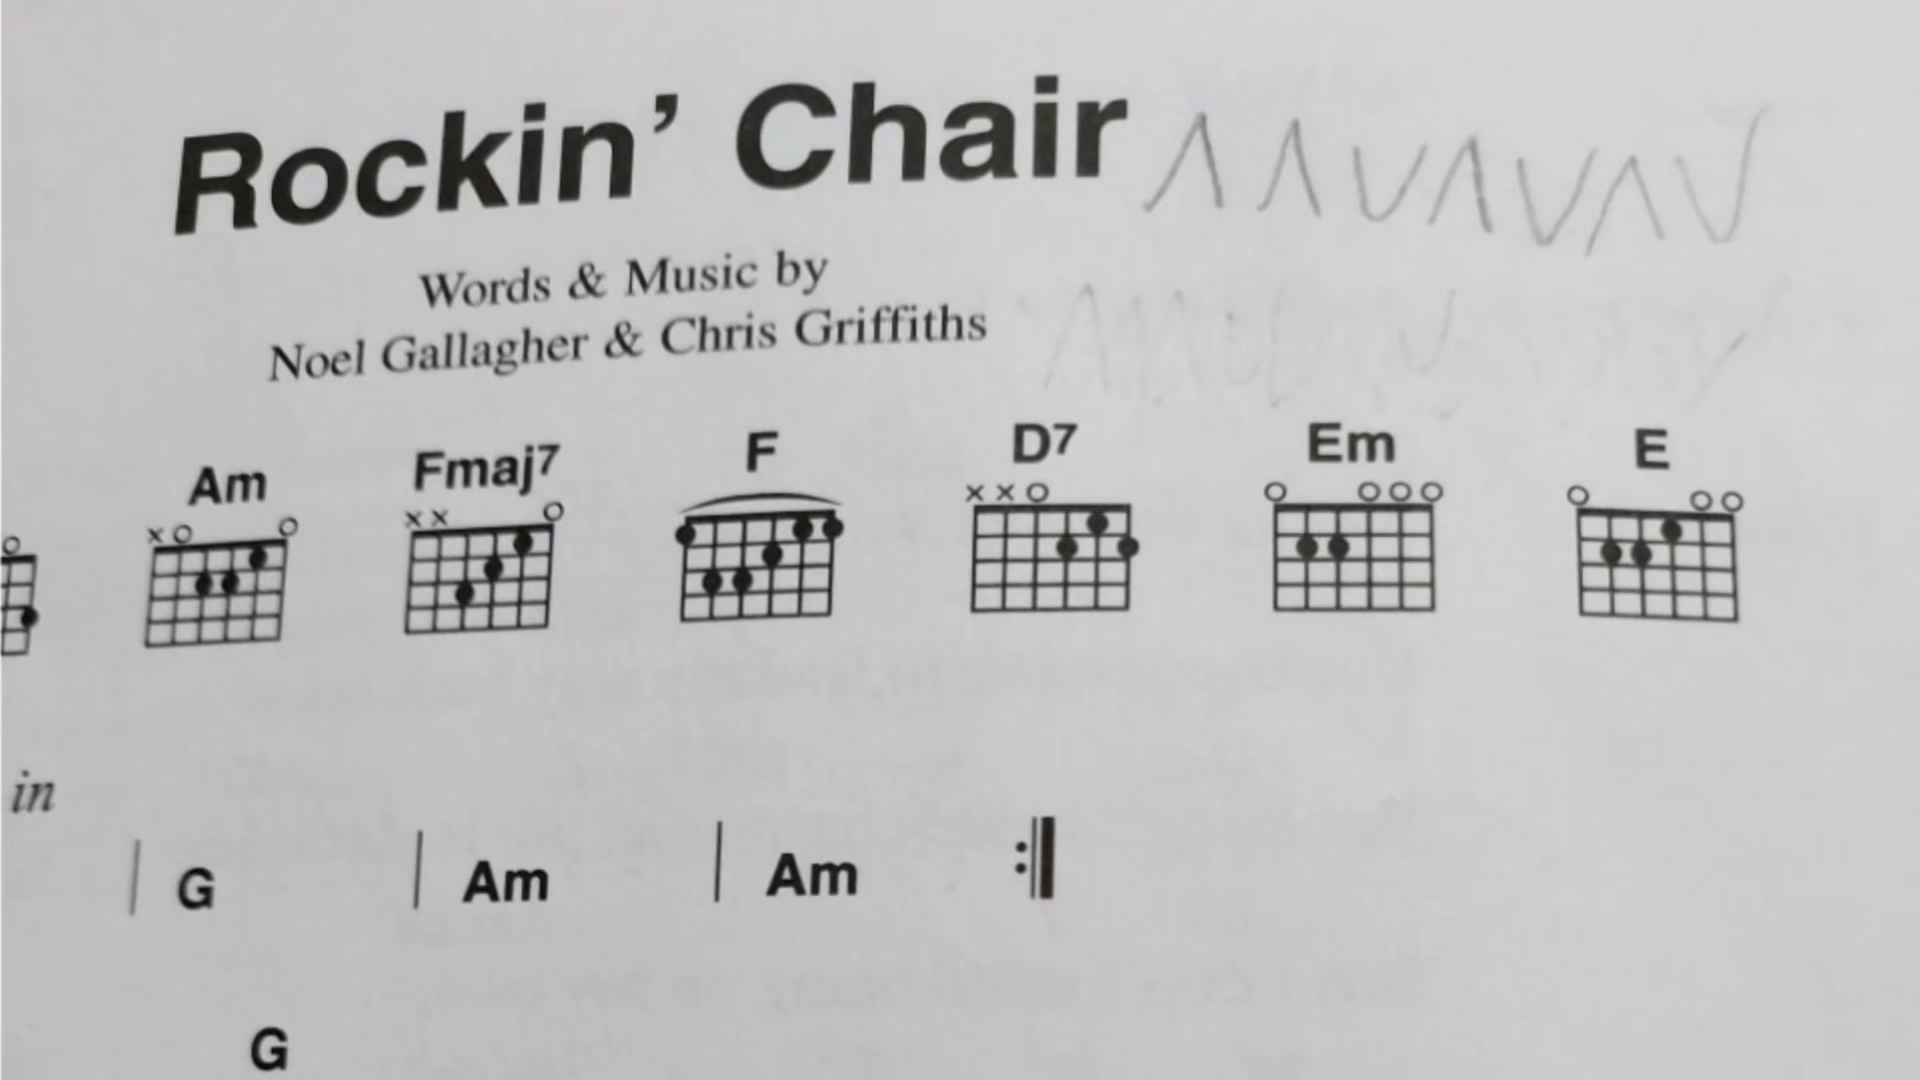 Rockin’ Chair
Words & Music by
Noel Gallagher & Chris Griffiths
Am Fmaj7 F D7 Em E
in
G Am Am
G